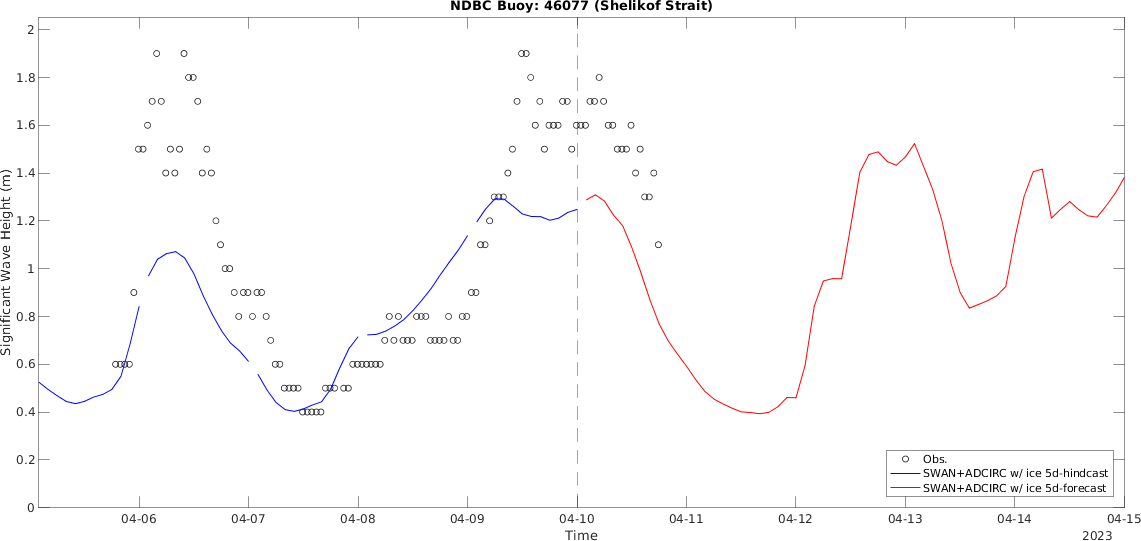 NDBC Buoy: 46077 (Shelikof Strait)
Significant Wave Height (m)
2
1.8
1.6
1.4
1.2
1
0.8
0.6
0.4
0.2
0
Obs.
SWAN+ADCIRC w/ ice 5d-hindcast
SWAN+ADCIRC w/ ice 5d-forecast
04-06 04-07 04-08 04-09 04-10 04-11 04-12 04-13 04-14 04-15
Time
2023